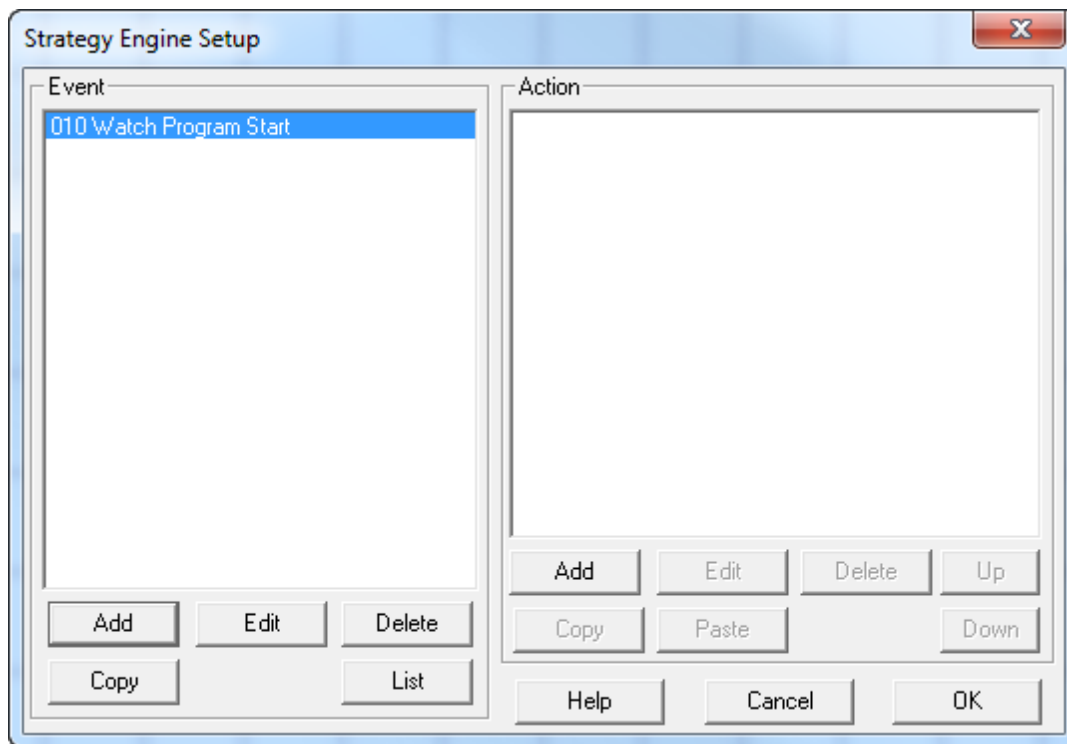 Strategy Engine Setup
Event
010 Watch Program Start
Add
Edit
Delete
Copy
List
Action
Add
Edit
Delete
Up
Copy
Paste
Down
Help
Cancel
OK